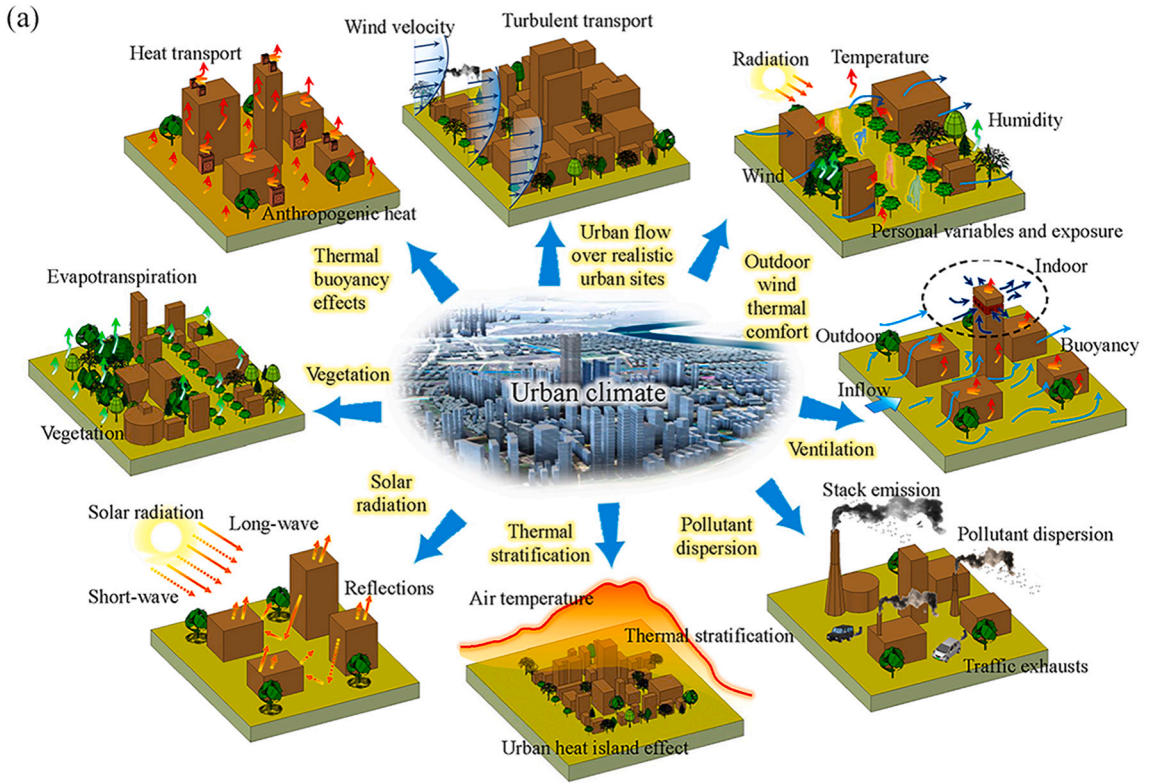 (a)
Heat transport
Anthropogenic heat
Wind velocity
Turbulent transport
Radiation
Temperature
Humidity
Wind
Personal variables and exposure
Thermal
buoyancy
effects
Urban flow
over realistic
urban sites
Outdoor
wind
thermal
comfort
Evapotranspiration
Vegetation
Vegetation
Urban climate
Indoor
Outdoor
Buoyancy
Inflow
Ventilation
Solar
radiation
Thermal
stratification
Pollutant
dispersion
Solar radiation
Long-wave
Short-wave
Reflections
Air temperature
Thermal stratification
Urban heat island effect
Stack emission
Pollutant dispersion
Traffic exhausts